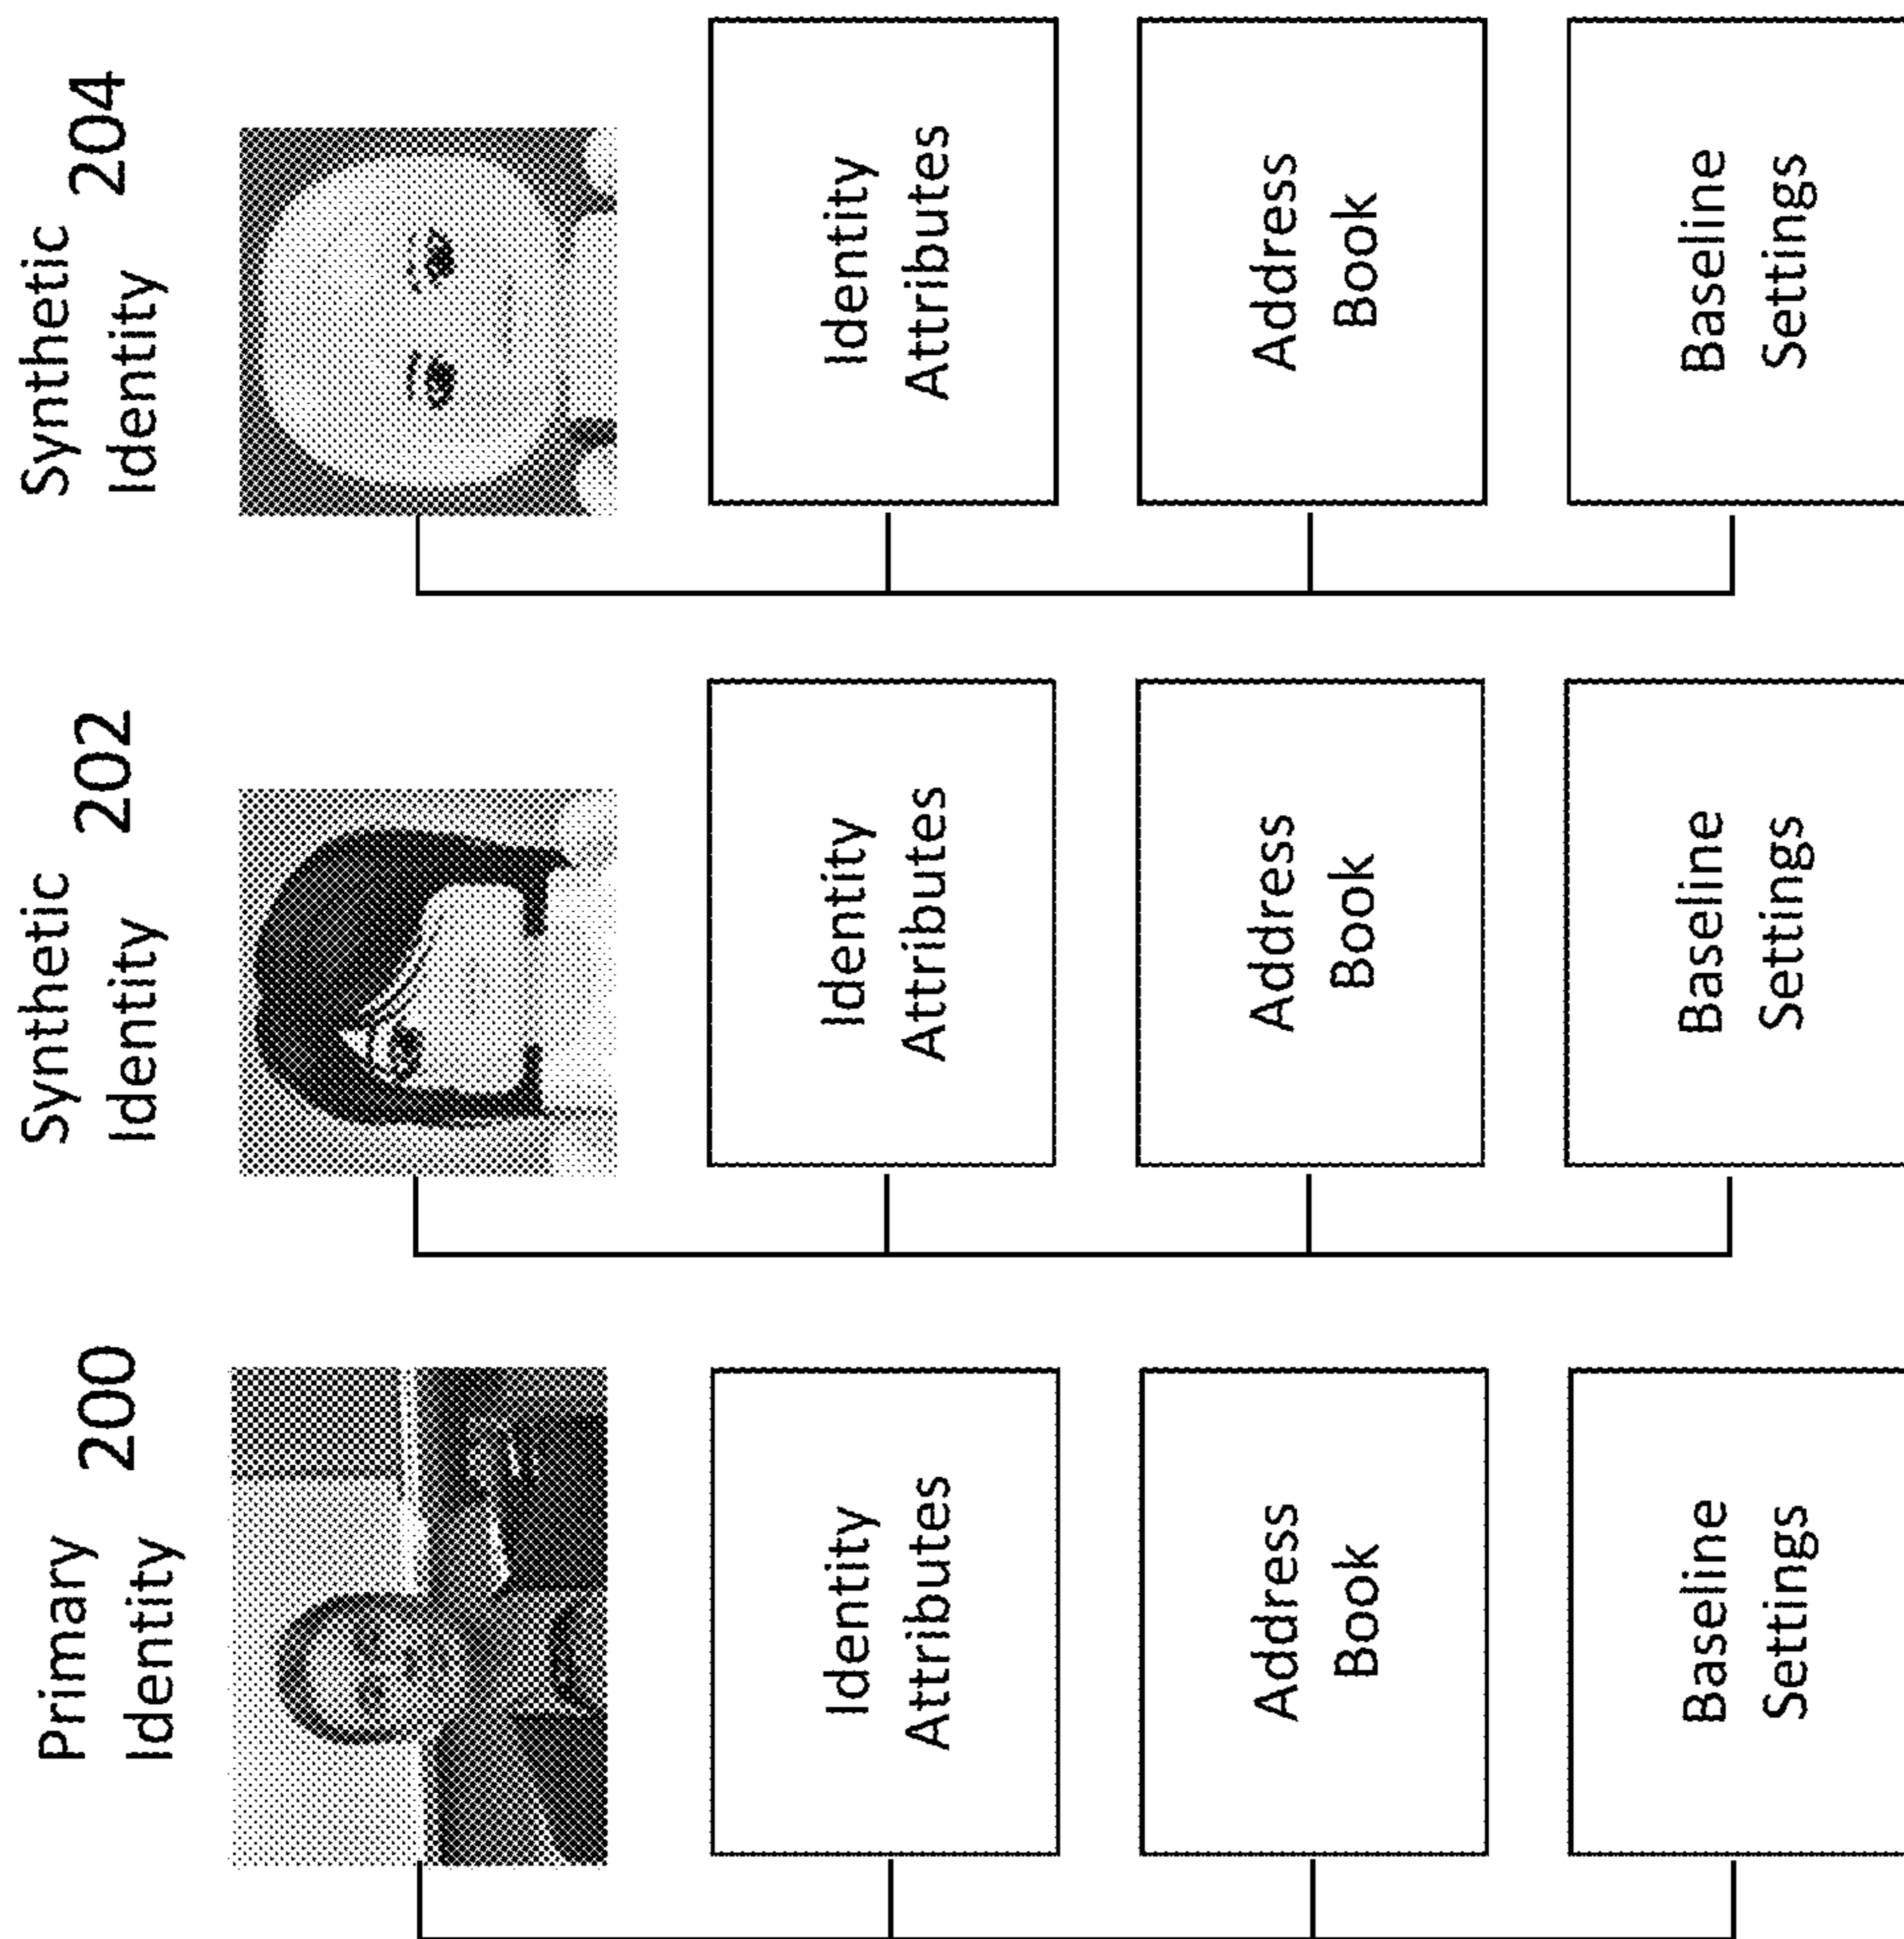 Primary
Identity 200
Identity
Attributes
Address
Book
Baseline
Settings
Synthetic
Identity 202
Identity
Attributes
Address
Book
Baseline
Settings
Synthetic
Identity 204
Identity
Attributes
Address
Book
Baseline
Settings